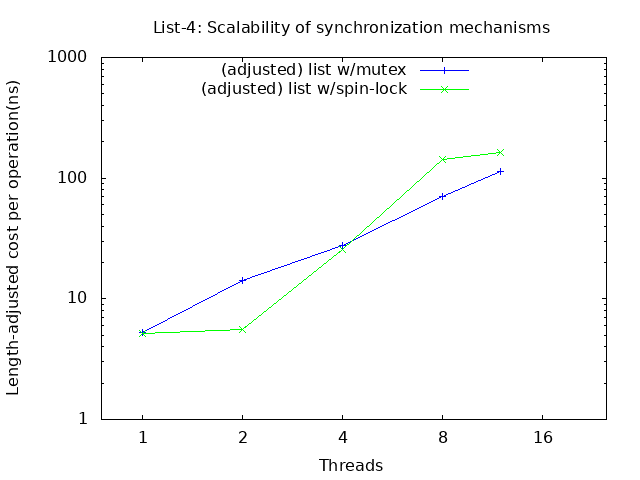 List-4: Scalability of synchronization mechanisms
(adjusted) list w/mutex
(adjusted) list w/spin-lock
Length-adjusted cost per operation(ns)
1000
100
10
1
1 2 4 8 16
Threads